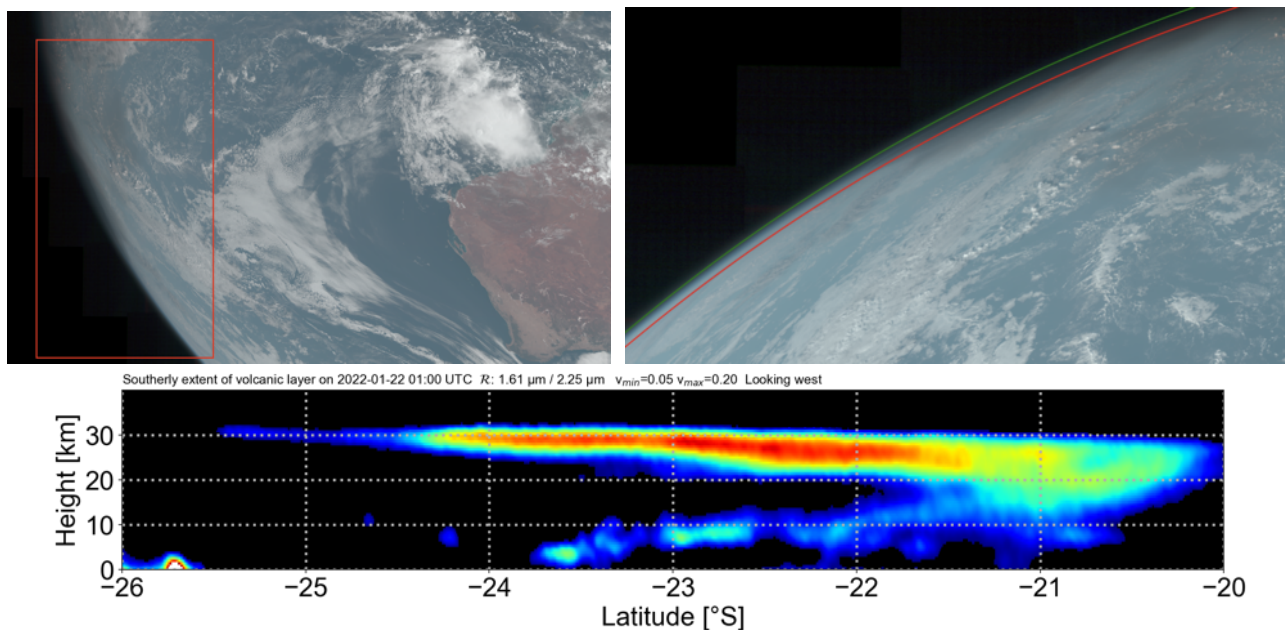 Southerly extent of volcanic layer on 2022-01-22 01:00 UTC ℛ: 1.61 μm / 2.25 μm vmin=0.05 vmax=0.20 Looking west
Height [km]
30
20
10
0
−26 −25 −24 −23 −22 −21 −20
Latitude [°S]